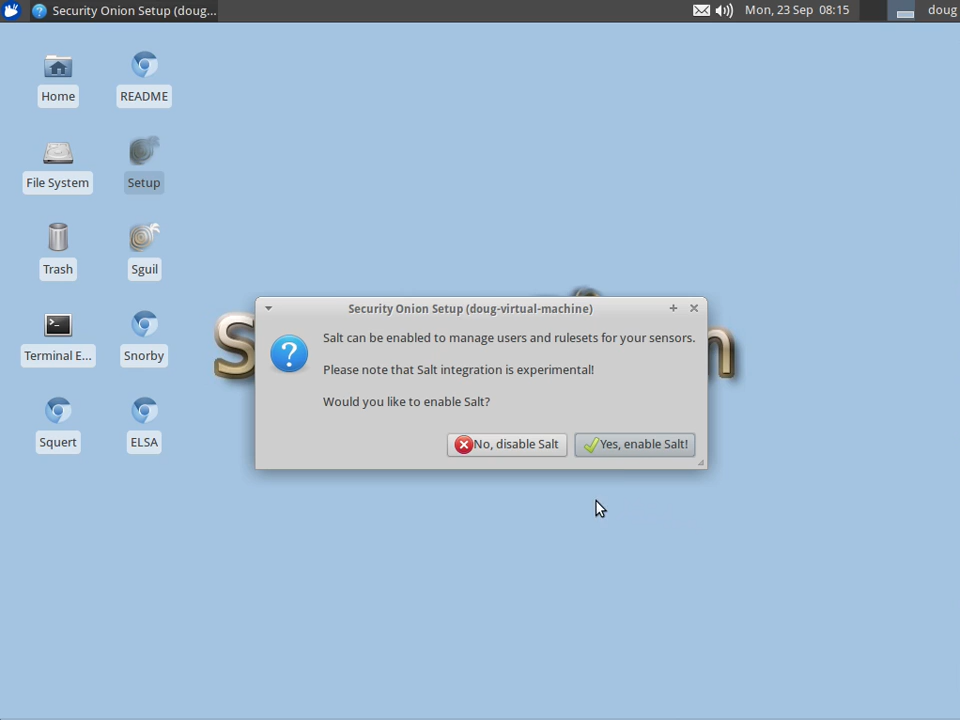 Security Onion Setup (doug...
Mon, 23 Sep 08:15
doug
Home
README
File System
Setup
Trash
Sguil
Terminal E...
Snorby
Squert
ELSA
Security Onion Setup (doug-virtual-machine)
Salt can be enabled to manage users and rulesets for your sensors.
Please note that Salt integration is experimental!
Would you like to enable Salt?
No, disable Salt
Yes, enable Salt!